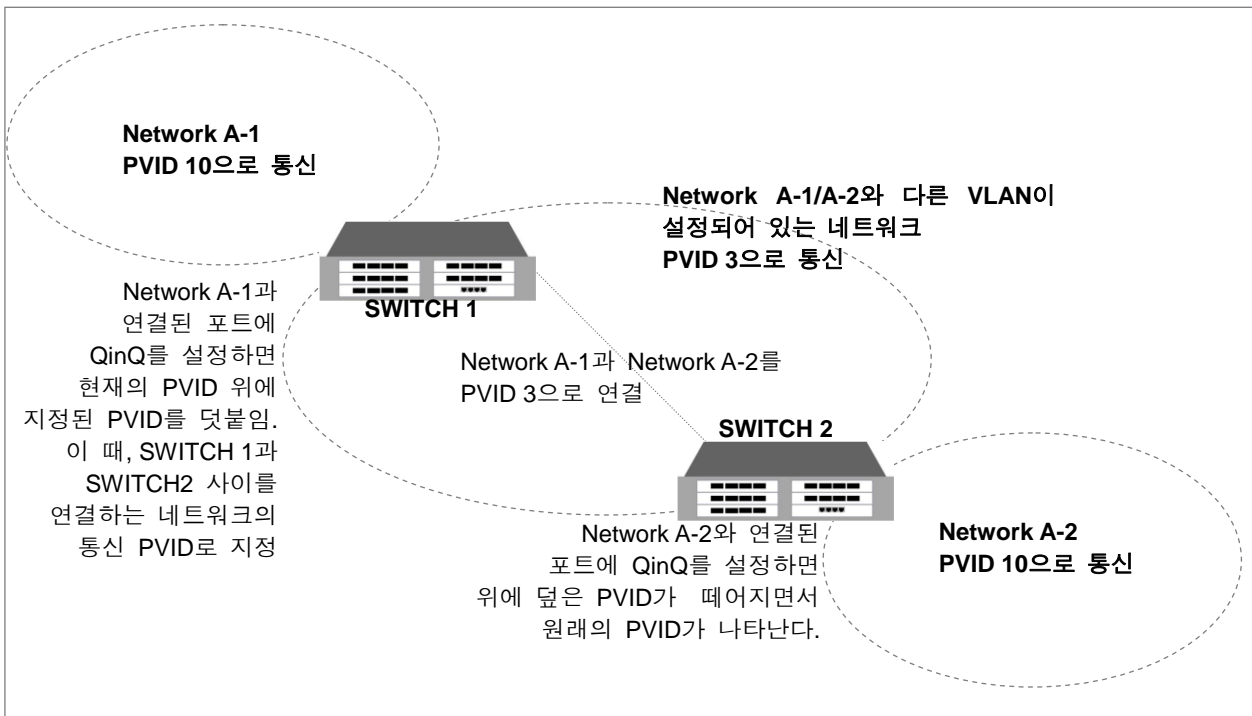 Network A-1
PVID 10으로 통신
Network A-1/A-2와 다른 VLAN이
설정되어 있는 네트워크
PVID 3으로 통신
SWITCH 1
Network A-1과
연결된 포트에
QinQ를 설정하면
현재의 PVID 위에
지정된 PVID를 덧붙임.
이 때, SWITCH 1과
SWITCH2 사이를
연결하는 네트워크의
통신 PVID로 지정
Network A-1과 Network A-2를
PVID 3으로 연결
SWITCH 2
Network A-2와 연결된
포트에 QinQ를 설정하면
위에 덮은 PVID가 떼어지면서
원래의 PVID가 나타난다.
Network A-2
PVID 10으로 통신